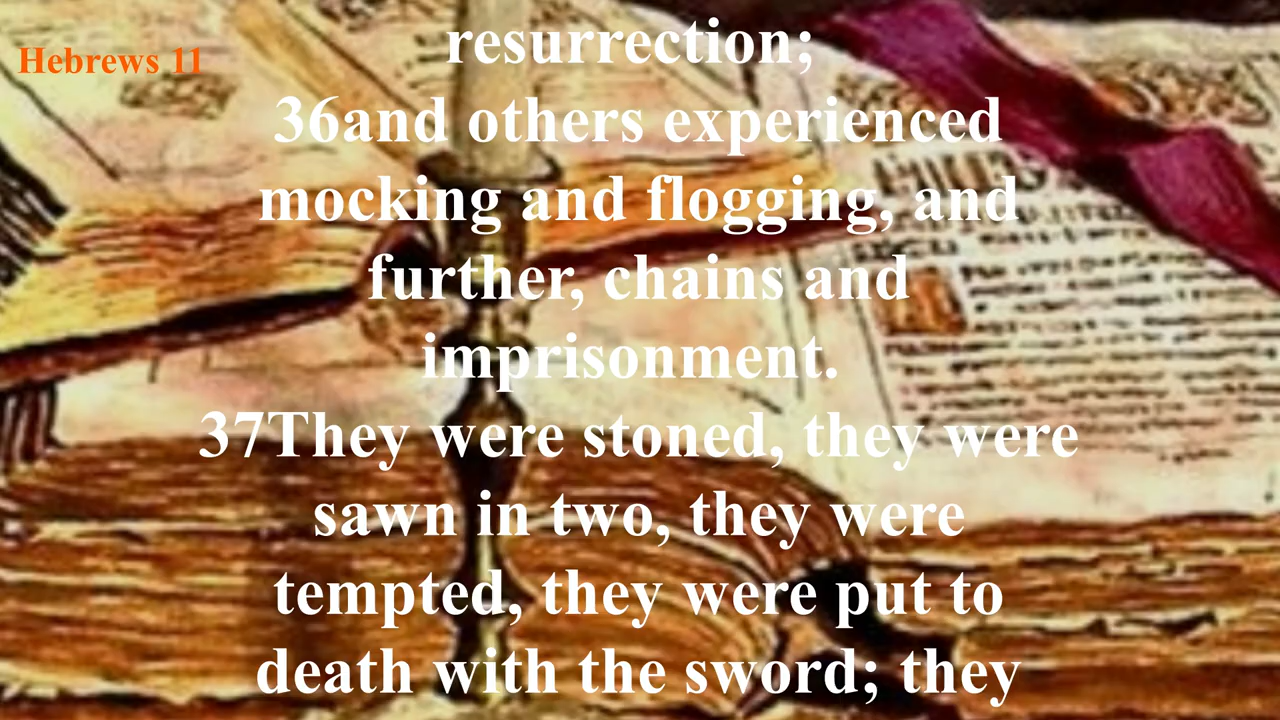 Hebrews 11
resurrection;
36and others experienced
mocking and flogging, and
further, chains and
imprisonment.
37They were stoned, they were
sawn in two, they were
tempted, they were put to
death with the sword; they